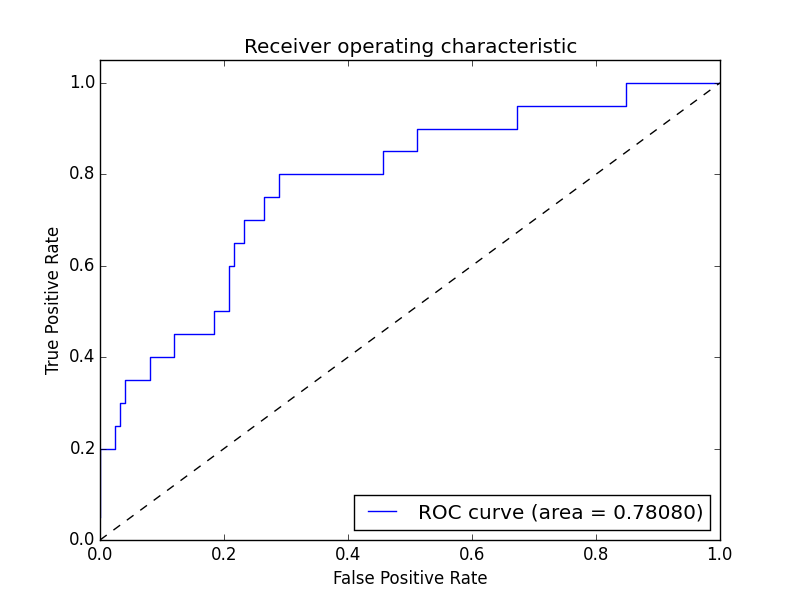 Receiver operating characteristic
1.0
0.8
0.6
0.4
0.2
0.0
True Positive Rate
ROC curve (area = 0.78080)
0.0 0.2 0.4 0.6 0.8 1.0
False Positive Rate